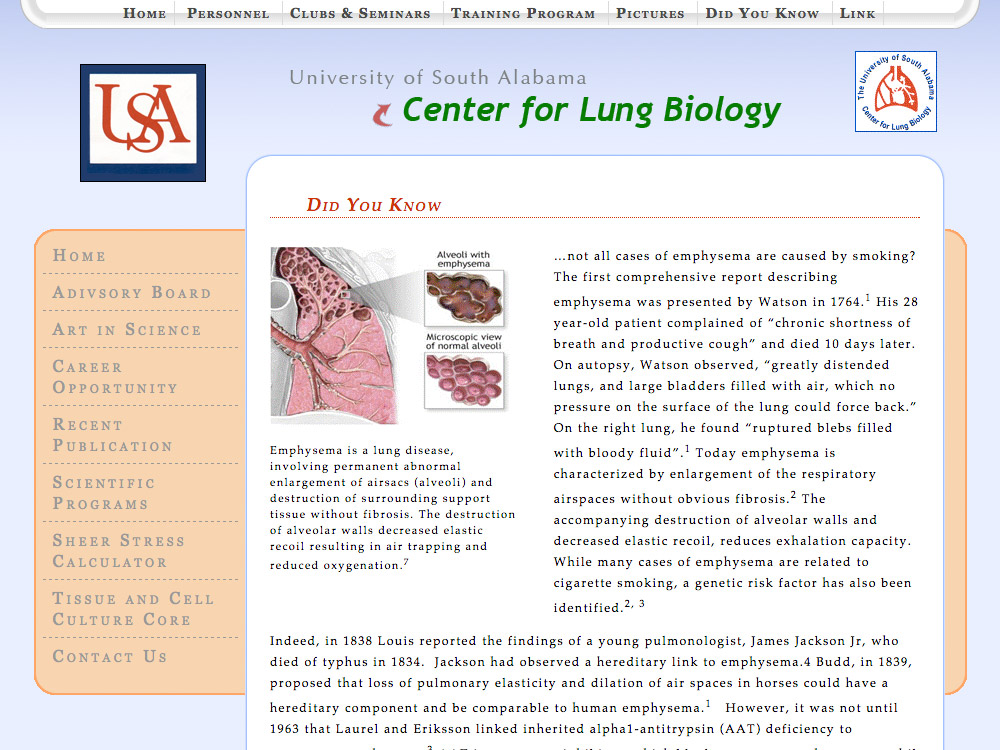 Home Personnel Clubs & Seminars Training Program Pictures Did You Know Link
USA
University of South Alabama
Center for Lung Biology
The University of South Alabama
Center for Lung Biology
Home
Adivsory Board
Art in Science
Career
Opportunity
Recent
Publication
Scientific
Programs
Sheer Stress
Calculator
Tissue and Cell
Culture Core
Contact Us
Did You Know
Alveoli with
emphysema
Microscopic view
of normal alveoli
Emphysema is a lung disease,
involving permanent abnormal
enlargement of airsacs (alveoli) and
destruction of surrounding support
tissue without fibrosis. The destruction
of alveolar walls decreased elastic
recoil resulting in air trapping and
reduced oxygenation.7
...not all cases of emphysema are caused by smoking?
The first comprehensive report describing
emphysema was presented by Watson in 1764.1 His 28
year-old patient complained of “chronic shortness of
breath and productive cough” and died 10 days later.
On autopsy, Watson observed, “greatly distended
lungs, and large bladders filled with air, which no
pressure on the surface of the lung could force back.”
On the right lung, he found “ruptured blebs filled
with bloody fluid”.1 Today emphysema is
characterized by enlargement of the respiratory
airspaces without obvious fibrosis.2 The
accompanying destruction of alveolar walls and
decreased elastic recoil, reduces exhalation capacity.
While many cases of emphysema are related to
cigarette smoking, a genetic risk factor has also been
identified.2, 3
Indeed, in 1838 Louis reported the findings of a young pulmonologist, James Jackson Jr, who
died of typhus in 1834. Jackson had observed a hereditary link to emphysema.4 Budd, in 1839,
proposed that loss of pulmonary elasticity and dilation of air spaces in horses could have a
hereditary component and be comparable to human emphysema.1 However, it was not until
1963 that Laurel and Eriksson linked inherited alpha1-antitrypsin (AAT) deficiency to